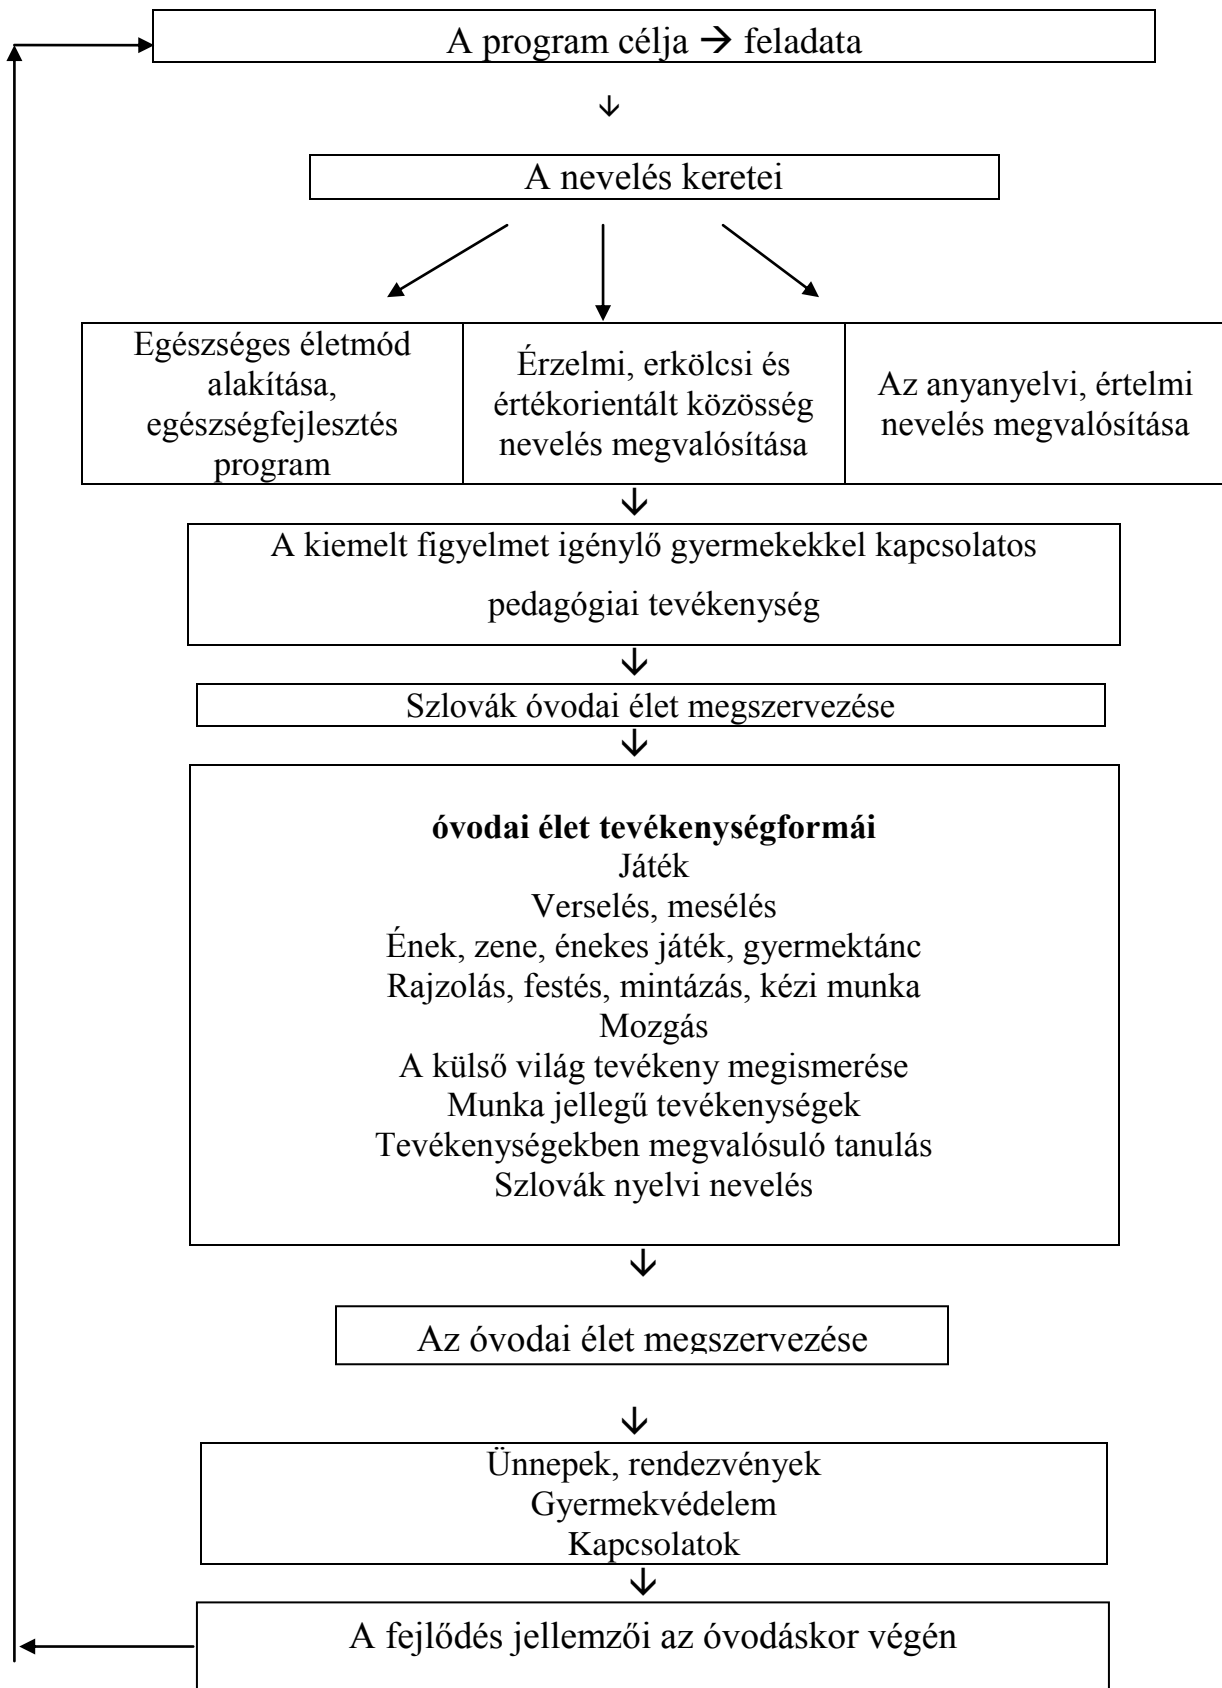 A program célja → feladata
A nevelés keretei
Egészséges életmód
alakítása,
egészségfejlesztés
program
Érzelmi, erkölcsi és
értékorientált közösség
nevelés megvalósítása
Az anyanyelvi, értelmi
nevelés megvalósítása
A kiemelt figyelmet igénylő gyermekekkel kapcsolatos
pedagógiai tevékenység
Szlovák óvodai élet megszervezése
óvodai élet tevékenységformái
Játék
Verselés, mesélés
Ének, zene, énekes játék, gyermektánc
Rajzolás, festés, mintázás, kézi munka
Mozgás
A külső világ tevékeny megismerése
Munka jellegű tevékenységek
Tevékenységekben megvalósuló tanulás
Szlovák nyelvi nevelés
Az óvodai élet megszervezése
Ünnepek, rendezvények
Gyermekvédelem
Kapcsolatok
A fejlődés jellemzői az óvodáskor végén